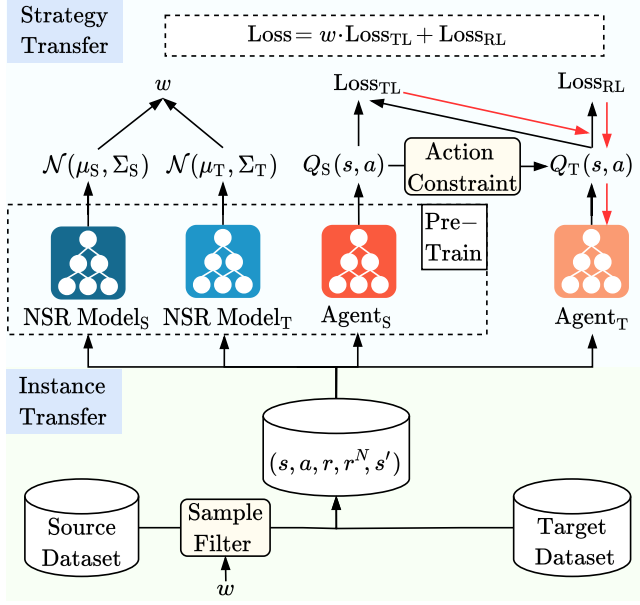 Strategy
Transfer
Loss = w·Loss_TL + Loss_RL
w
Loss_TL
Loss_RL
𝒩(μ_S, Σ_S)
𝒩(μ_T, Σ_T)
Q_S(s, a)
Action
Constraint
Q_T(s, a)
Pre−
Train
NSR Model_S
NSR Model_T
Agent_S
Agent_T
Instance
Transfer
(s, a, r, r^N, s′)
Source
Dataset
Sample
Filter
Target
Dataset
w